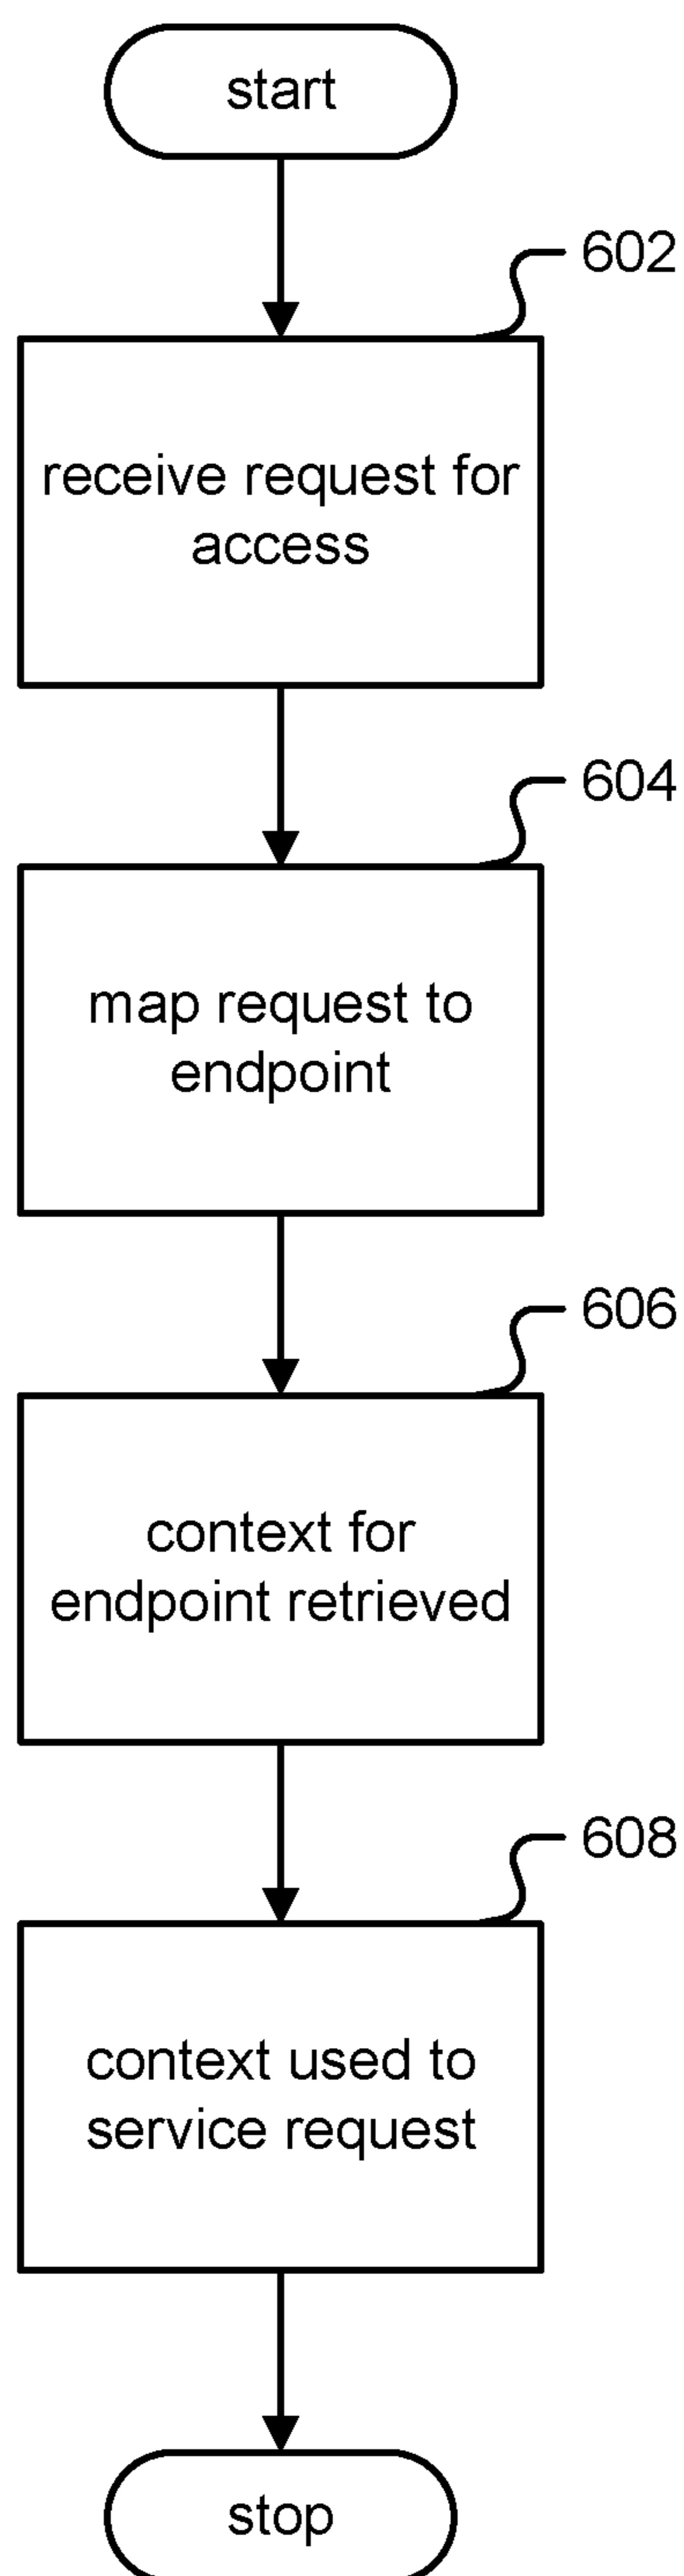 start
602
receive request for
access
604
map request to
endpoint
606
context for
endpoint retrieved
608
context used to
service request
stop